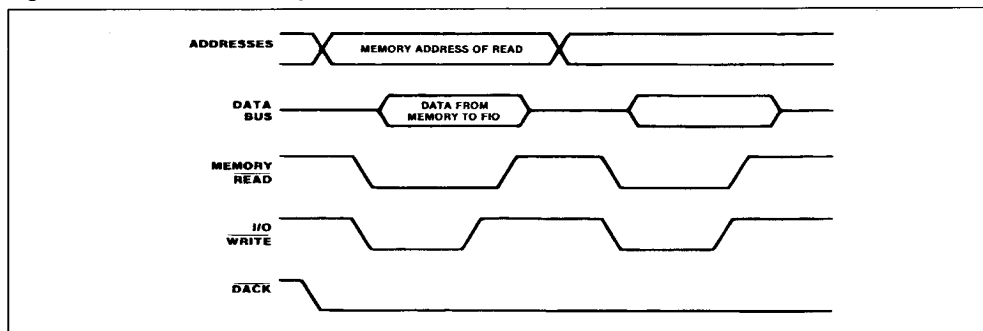 ADDRESSES
MEMORY ADDRESS OF READ
DATA
BUS
DATA FROM
MEMORY TO FIO
MEMORY
READ
I/O
WRITE
DACK